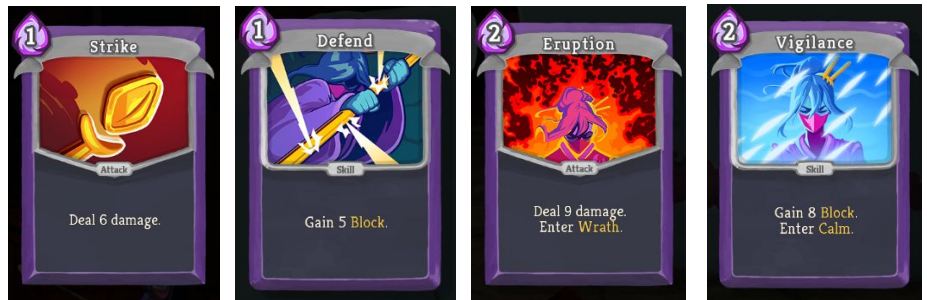 1
Strike
Attack
Deal 6 damage.
1
Defend
Skill
Gain 5 Block.
2
Eruption
Attack
Deal 9 damage.
Enter Wrath.
2
Vigilance
Skill
Gain 8 Block.
Enter Calm.